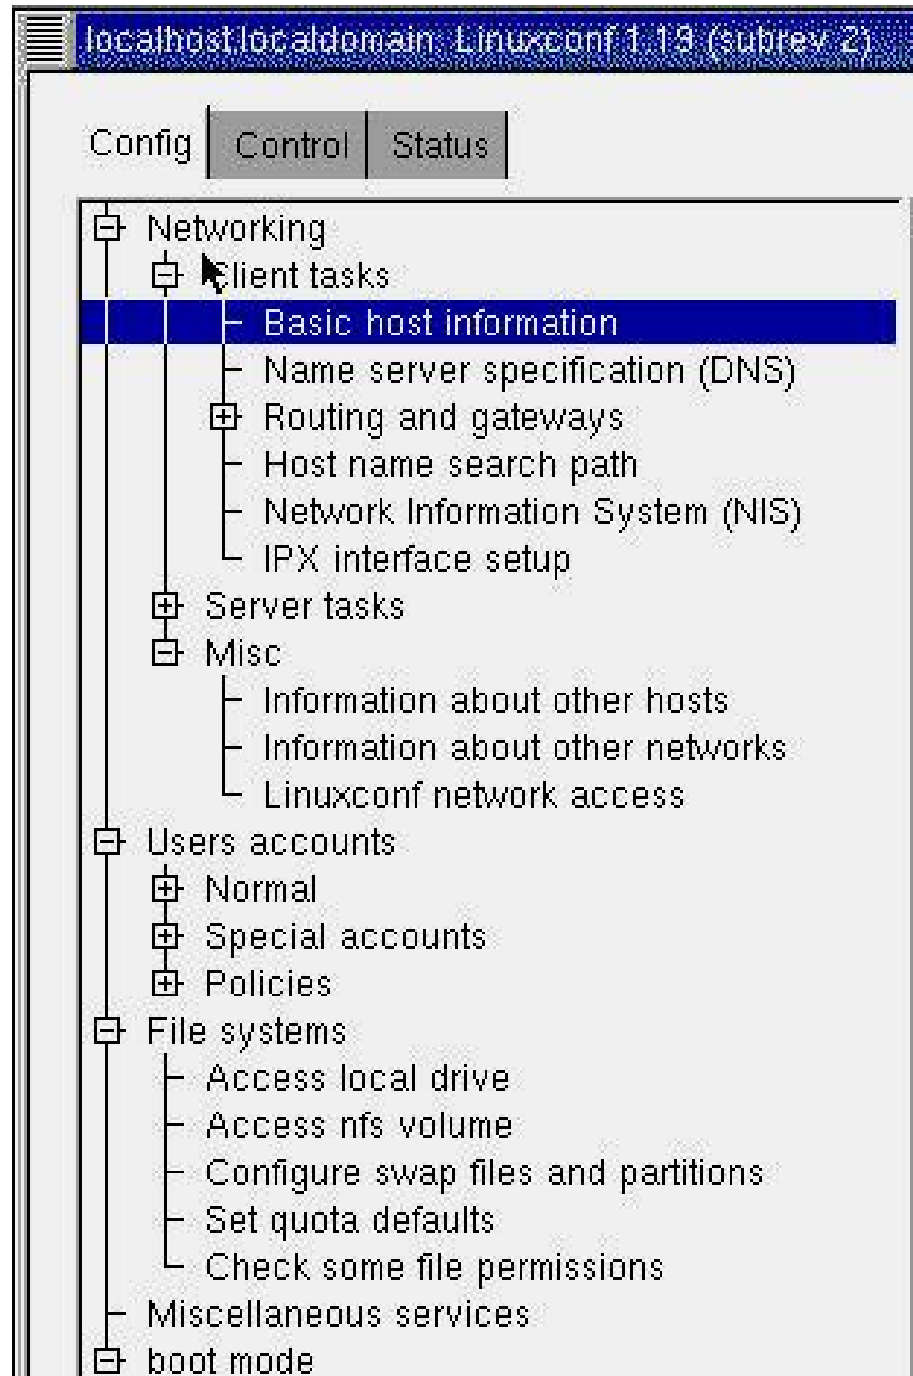 localhost.localdomain: Linuxconf 1.19 (subrev 2)
Config Control Status
Networking
Client tasks
Basic host information
Name server specification (DNS)
Routing and gateways
Host name search path
Network Information System (NIS)
IPX interface setup
Server tasks
Misc
Information about other hosts
Information about other networks
Linuxconf network access
Users accounts
Normal
Special accounts
Policies
File systems
Access local drive
Access nfs volume
Configure swap files and partitions
Set quota defaults
Check some file permissions
Miscellaneous services
boot mode